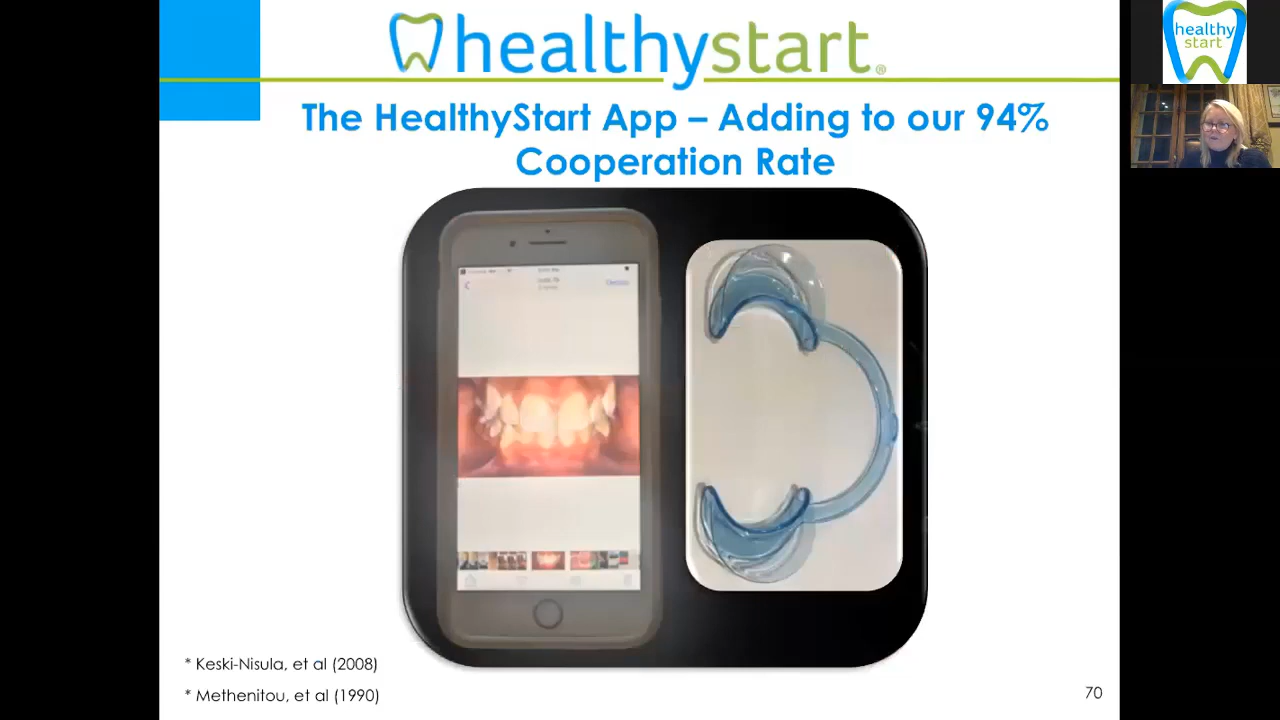 healthystart®
The HealthyStart App – Adding to our 94%
Cooperation Rate
* Keski-Nisula, et al (2008)
* Methenitou, et al (1990)
70
healthy
start